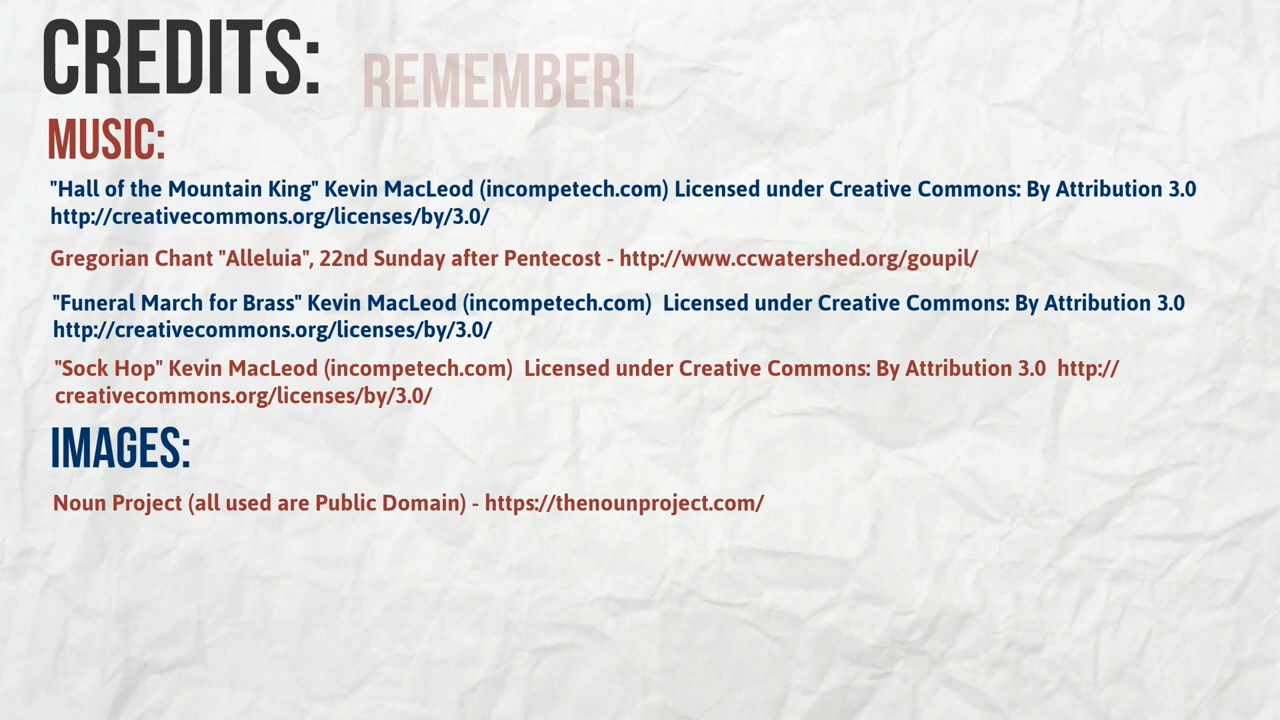 CREDITS:
REMEMBER!
MUSIC:
"Hall of the Mountain King" Kevin MacLeod (incompetech.com) Licensed under Creative Commons: By Attribution 3.0
http://creativecommons.org/licenses/by/3.0/
Gregorian Chant "Alleluia", 22nd Sunday after Pentecost - http://www.ccwatershed.org/goupil/
"Funeral March for Brass" Kevin MacLeod (incompetech.com)  Licensed under Creative Commons: By Attribution 3.0
http://creativecommons.org/licenses/by/3.0/
"Sock Hop" Kevin MacLeod (incompetech.com)  Licensed under Creative Commons: By Attribution 3.0  http://
creativecommons.org/licenses/by/3.0/
IMAGES:
Noun Project (all used are Public Domain) - https://thenounproject.com/